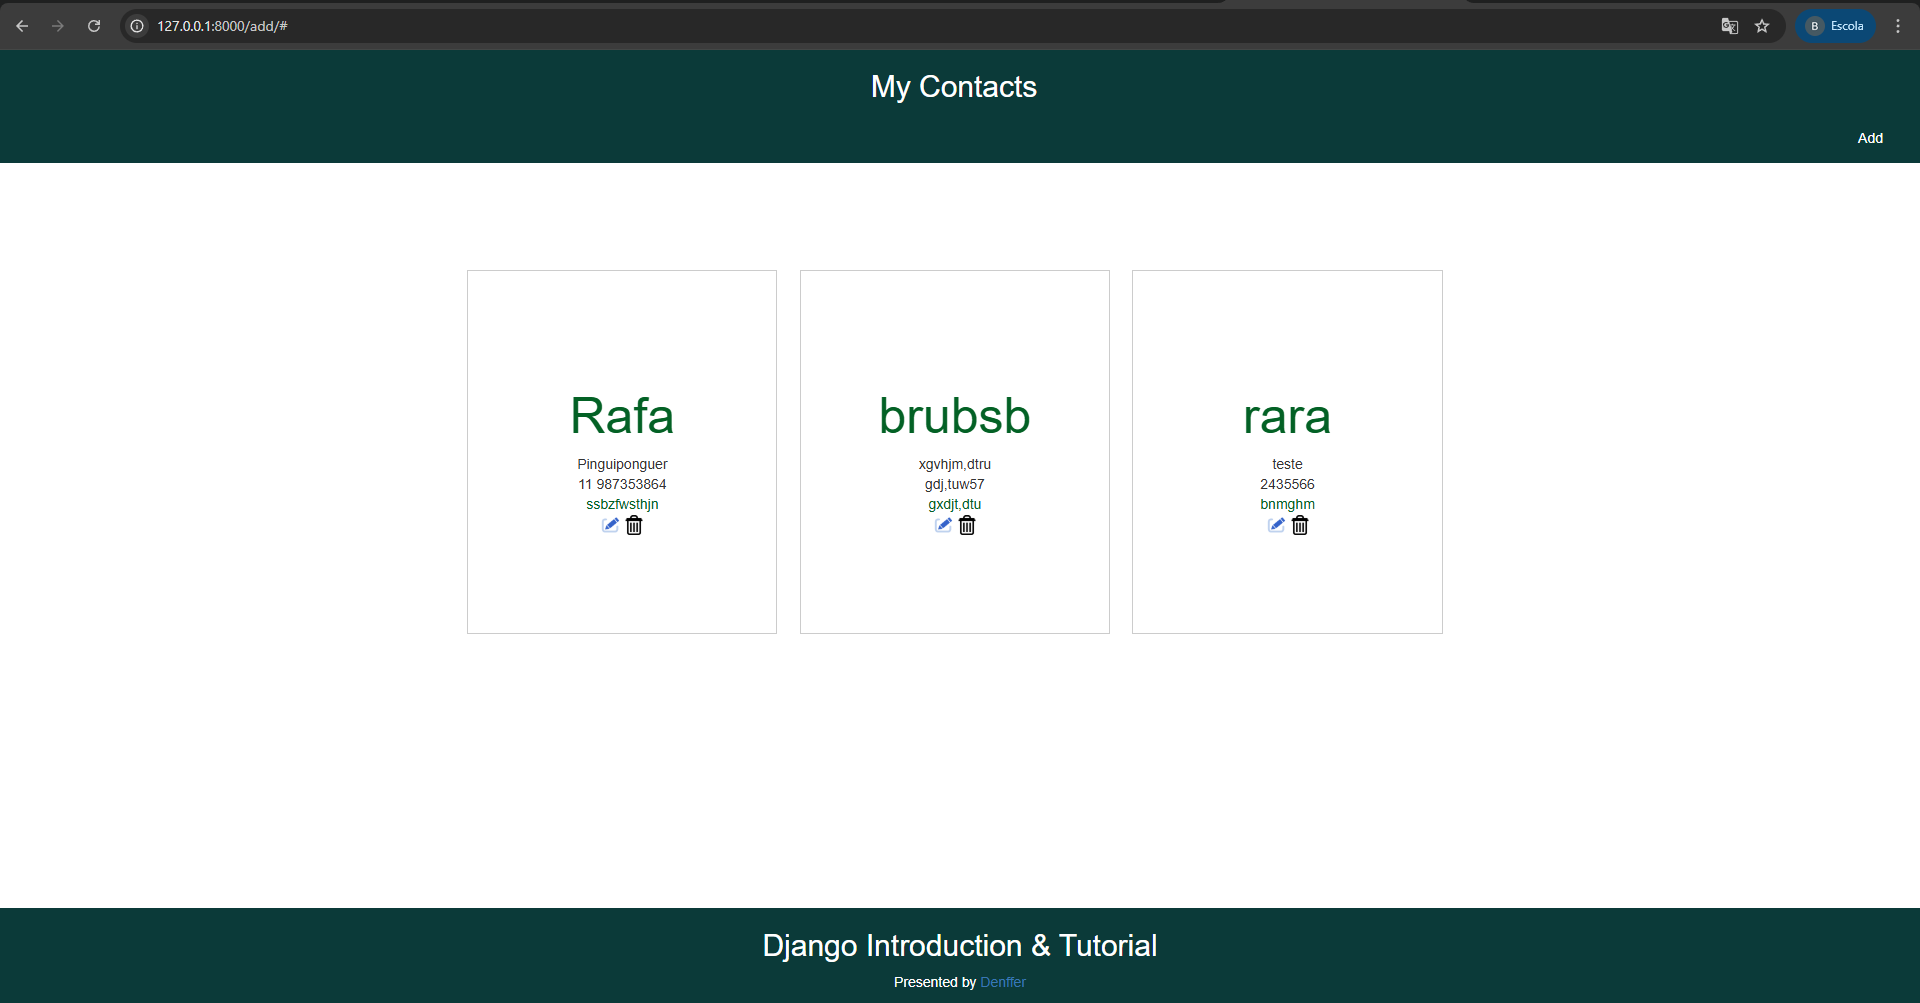 127.0.0.1:8000/add/#
B Escola
My Contacts
Add
Rafa
Pinguiponguer
11 987353864
ssbzfwsthjn
brubsb
xgvhjm,dtru
gdj,tuw57
gxdjt,dtu
rara
teste
2435566
bnmghm
Django Introduction & Tutorial
Presented by Denffer